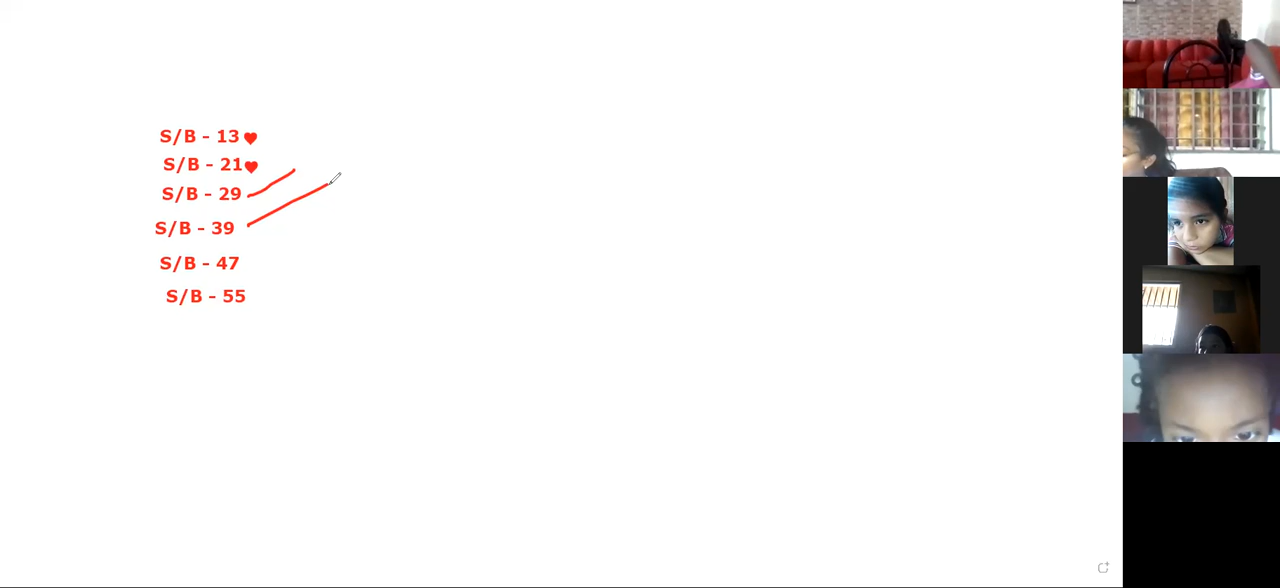 S/B - 13
S/B - 21
S/B - 29
S/B - 39
S/B - 47
S/B - 55